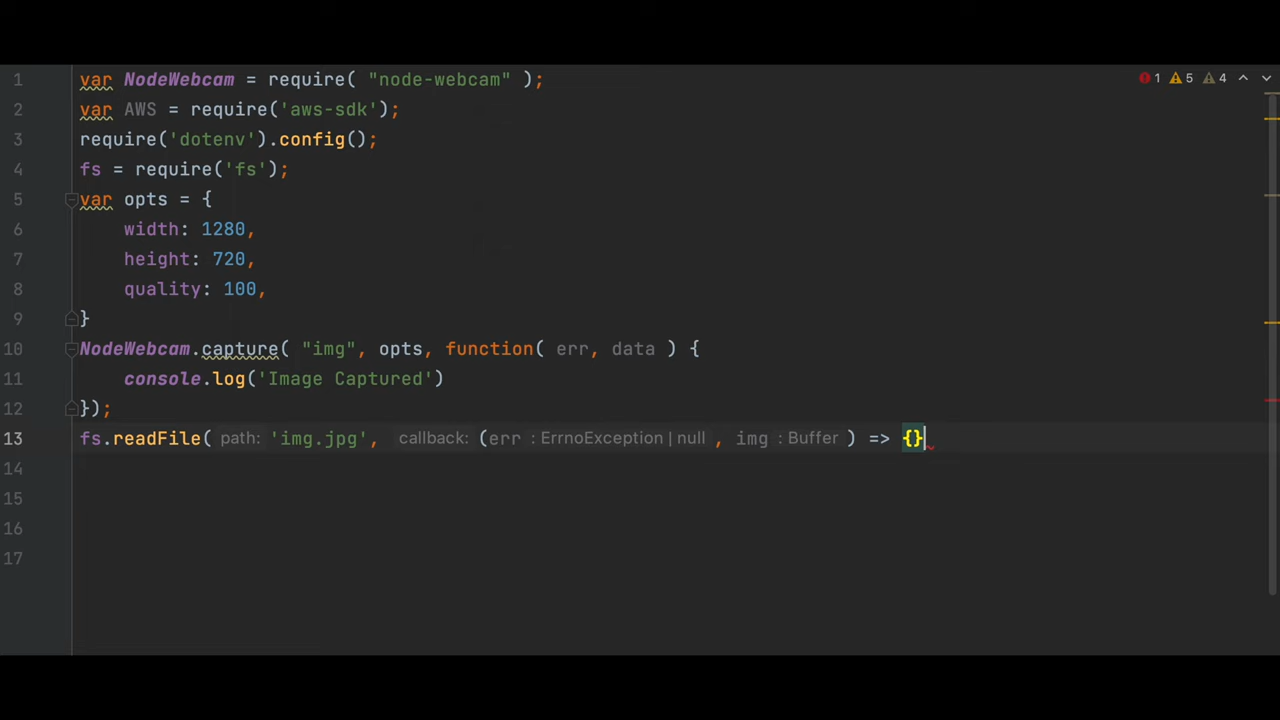 1 var NodeWebcam = require( "node-webcam" ); 1 5 4
2 var AWS = require('aws-sdk');
3 require('dotenv').config();
4 fs = require('fs');
5 var opts = {
6 width: 1280,
7 height: 720,
8 quality: 100,
9 }
10 NodeWebcam.capture( "img", opts, function( err, data ) {
11 console.log('Image Captured')
12 });
13 fs.readFile( path: 'img.jpg', callback: (err : ErrnoException | null , img : Buffer ) => {}
14
15
16
17